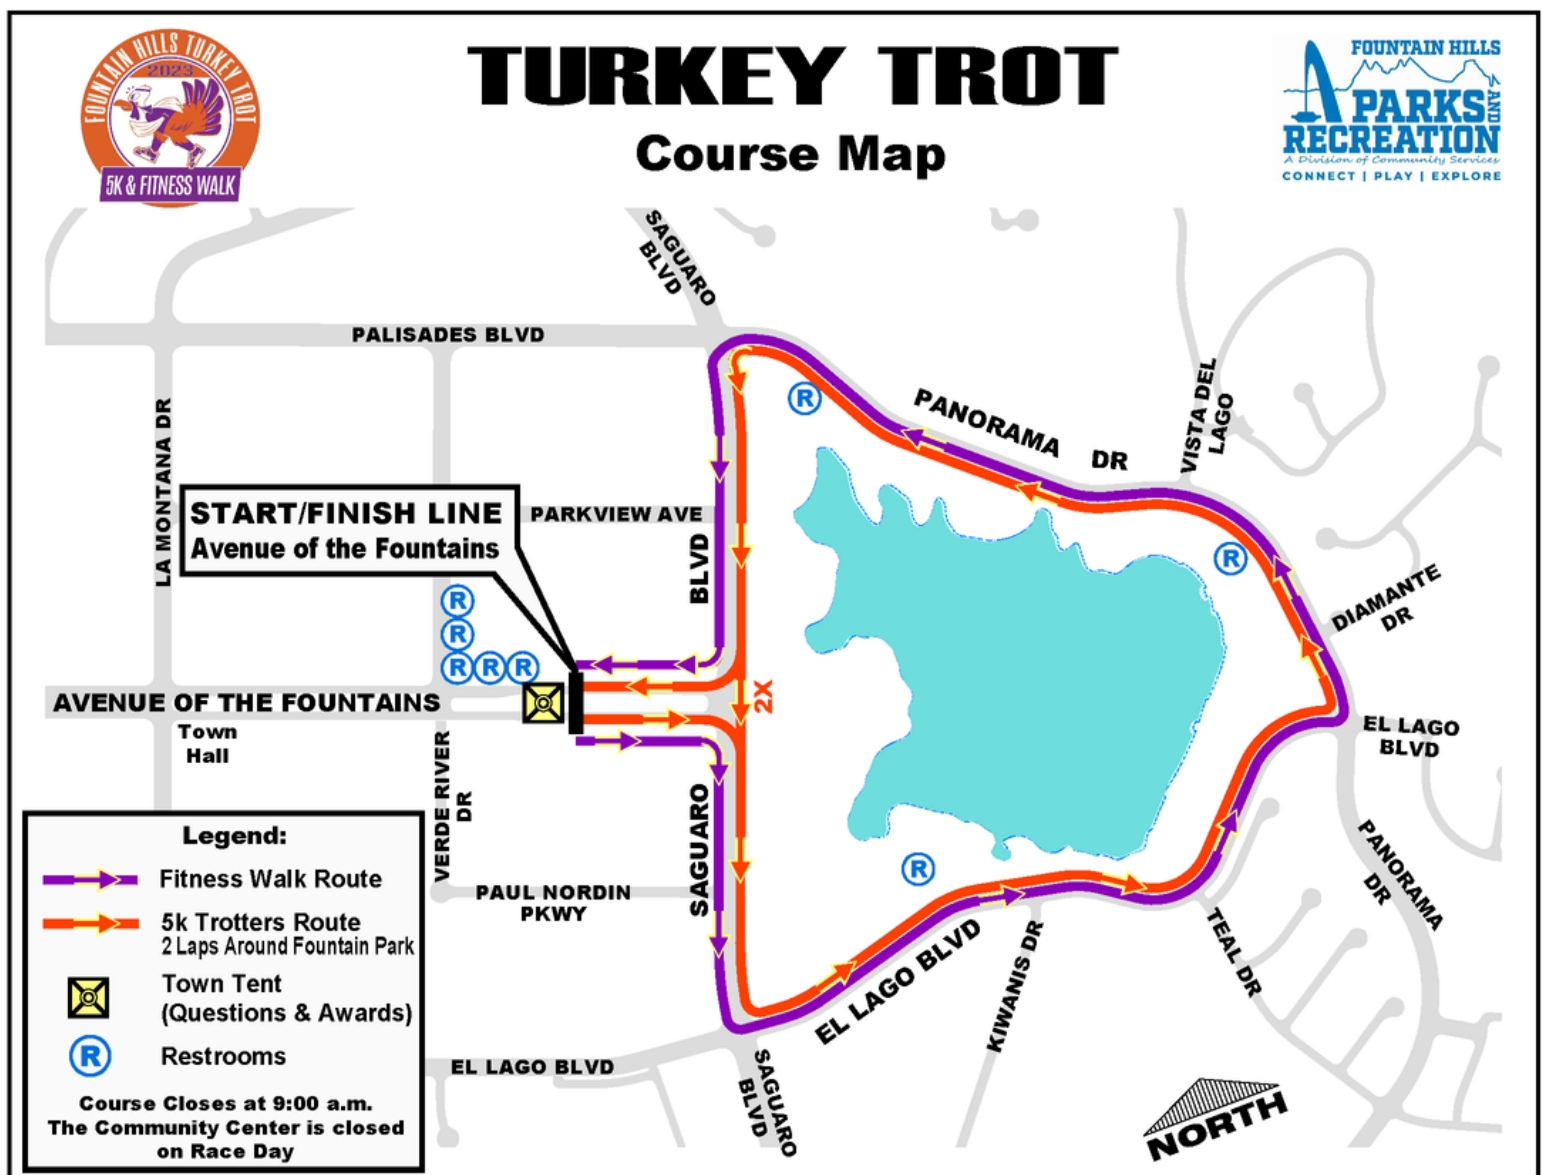 FOUNTAIN HILLS TURKEY TROT
2023
5K & FITNESS WALK
TURKEY TROT
Course Map
FOUNTAIN HILLS
PARKS AND
RECREATION
A Division of Community Services
CONNECT | PLAY | EXPLORE
SAGUARO
BLVD
PALISADES BLVD
LA MONTANA DR
PANORAMA DR
VISTA DEL
LAGO
R
START/FINISH LINE
Avenue of the Fountains
PARKVIEW AVE
BLVD
R
DIAMANTE
DR
R
R
R R R
AVENUE OF THE FOUNTAINS
2X
Town
Hall
EL LAGO
BLVD
VERDE RIVER
DR
SAGUARO
PAUL NORDIN
PKWY
R
PANORAMA
DR
EL LAGO BLVD
KIWANIS DR
TEAL DR
EL LAGO BLVD
SAGUARO
BLVD
NORTH
Legend:
Fitness Walk Route
5k Trotters Route
2 Laps Around Fountain Park
Town Tent
(Questions & Awards)
R Restrooms
Course Closes at 9:00 a.m.
The Community Center is closed
on Race Day